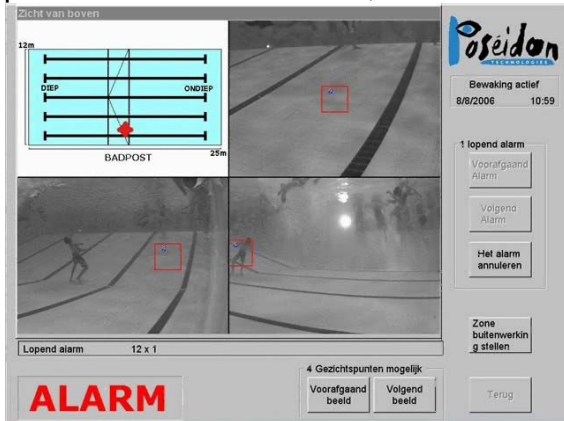 Zicht van boven
12m
DIEP
ONDIEP
BADPOST
25m
Poséidon
TECHNOLOGIES
Bewaking actief
8/8/2006 10:59
1 lopend alarm
Voorafgaand
Alarm
Volgend
Alarm
Het alarm
annuleren
Zone
buitenwerkin
g stellen
Terug
Lopend alarm 12 x 1
ALARM
4 Gezichtspunten mogelijk
Voorafgaand
beeld
Volgend
beeld